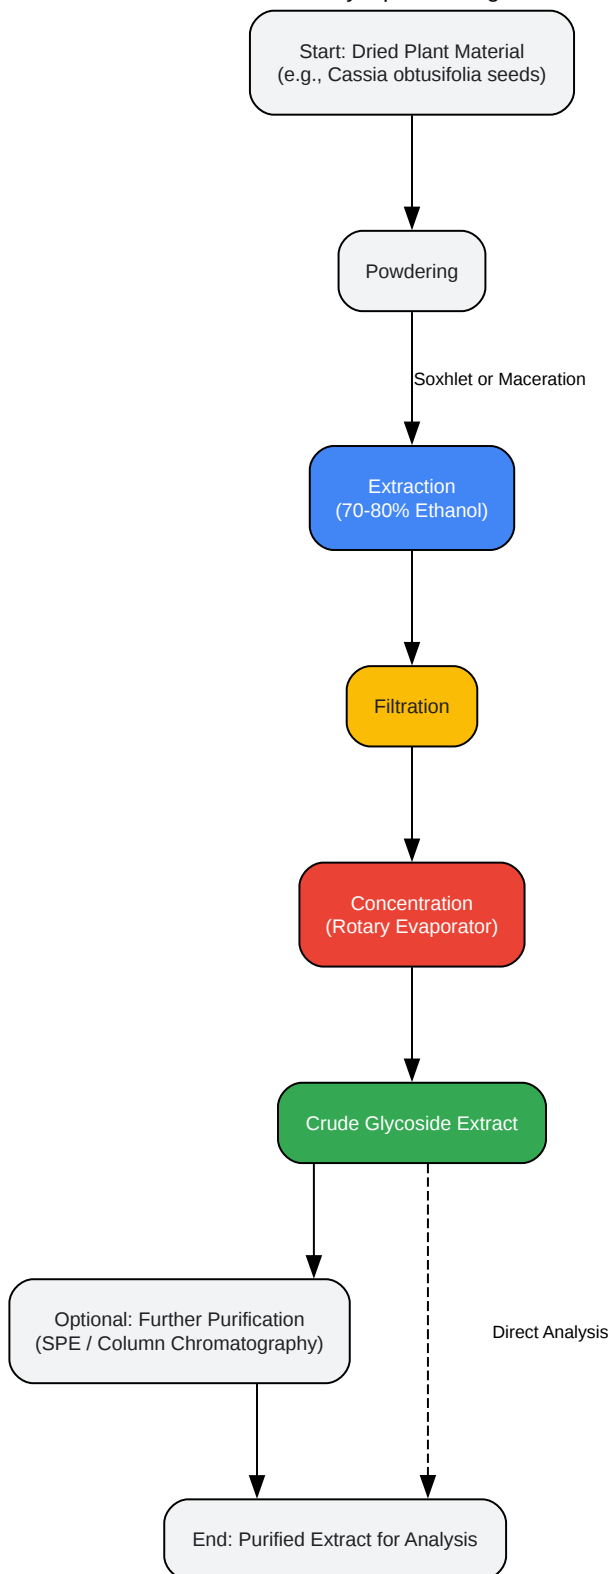 Start: Dried Plant Material
(e.g., Cassia obtusifolia seeds)
Powdering
Soxhlet or Maceration
Extraction
(70-80% Ethanol)
Filtration
Concentration
(Rotary Evaporator)
Crude Glycoside Extract
Optional: Further Purification
(SPE / Column Chromatography)
Direct Analysis
End: Purified Extract for Analysis